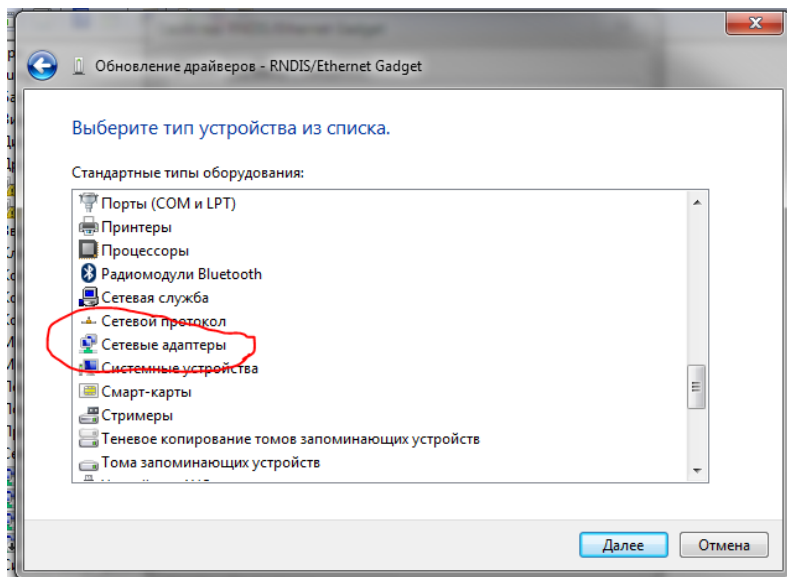 Обновление драйверов - RNDIS/Ethernet Gadget
Выберите тип устройства из списка.
Стандартные типы оборудования:
Порты (COM и LPT)
Принтеры
Процессоры
Радиомодули Bluetooth
Сетевая служба
Сетевой протокол
Сетевые адаптеры
Системные устройства
Смарт-карты
Стримеры
Теневое копирование томов запоминающих устройств
Тома запоминающих устройств
Далее
Отмена